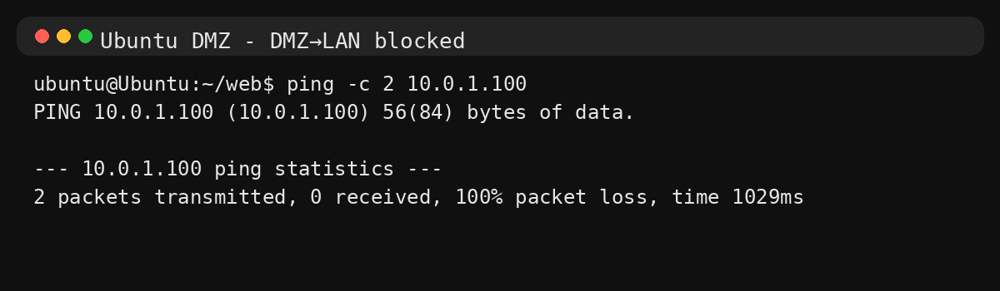 Ubuntu DMZ - DMZ→LAN blocked
ubuntu@Ubuntu:~/web$ ping -c 2 10.0.1.100
PING 10.0.1.100 (10.0.1.100) 56(84) bytes of data.
--- 10.0.1.100 ping statistics ---
2 packets transmitted, 0 received, 100% packet loss, time 1029ms